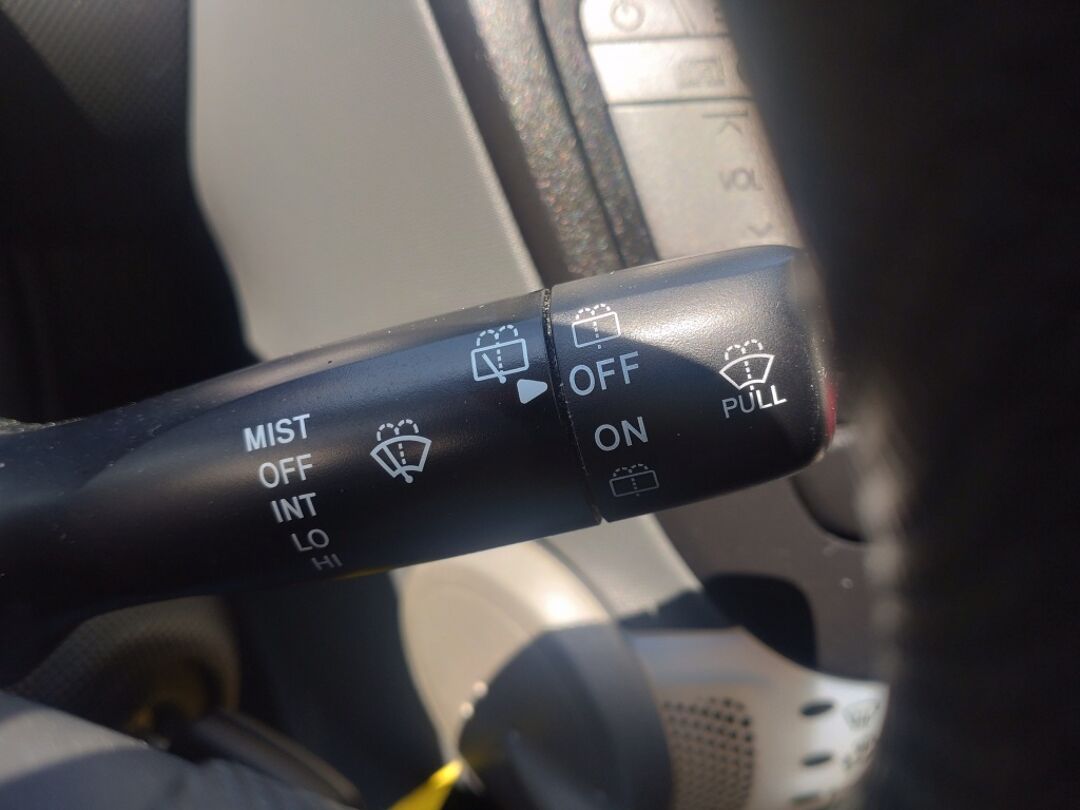 VOL
MIST
OFF
INT
LO
HI
OFF
ON
PULL